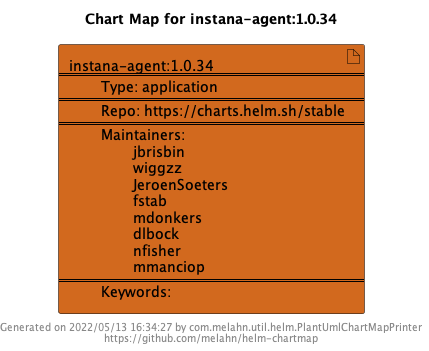 Chart Map for instana-agent:1.0.34
instana-agent:1.0.34
Type: application
Repo: https://charts.helm.sh/stable
Maintainers:
jbrisbin
wiggzz
JeroenSoeters
fstab
mdonkers
dlbock
nfisher
mmanciop
Keywords:
Generated on 2022/05/13 16:34:27 by com.melahn.util.helm.PlantUmlChartMapPrinter
https://github.com/melahn/helm-chartmap